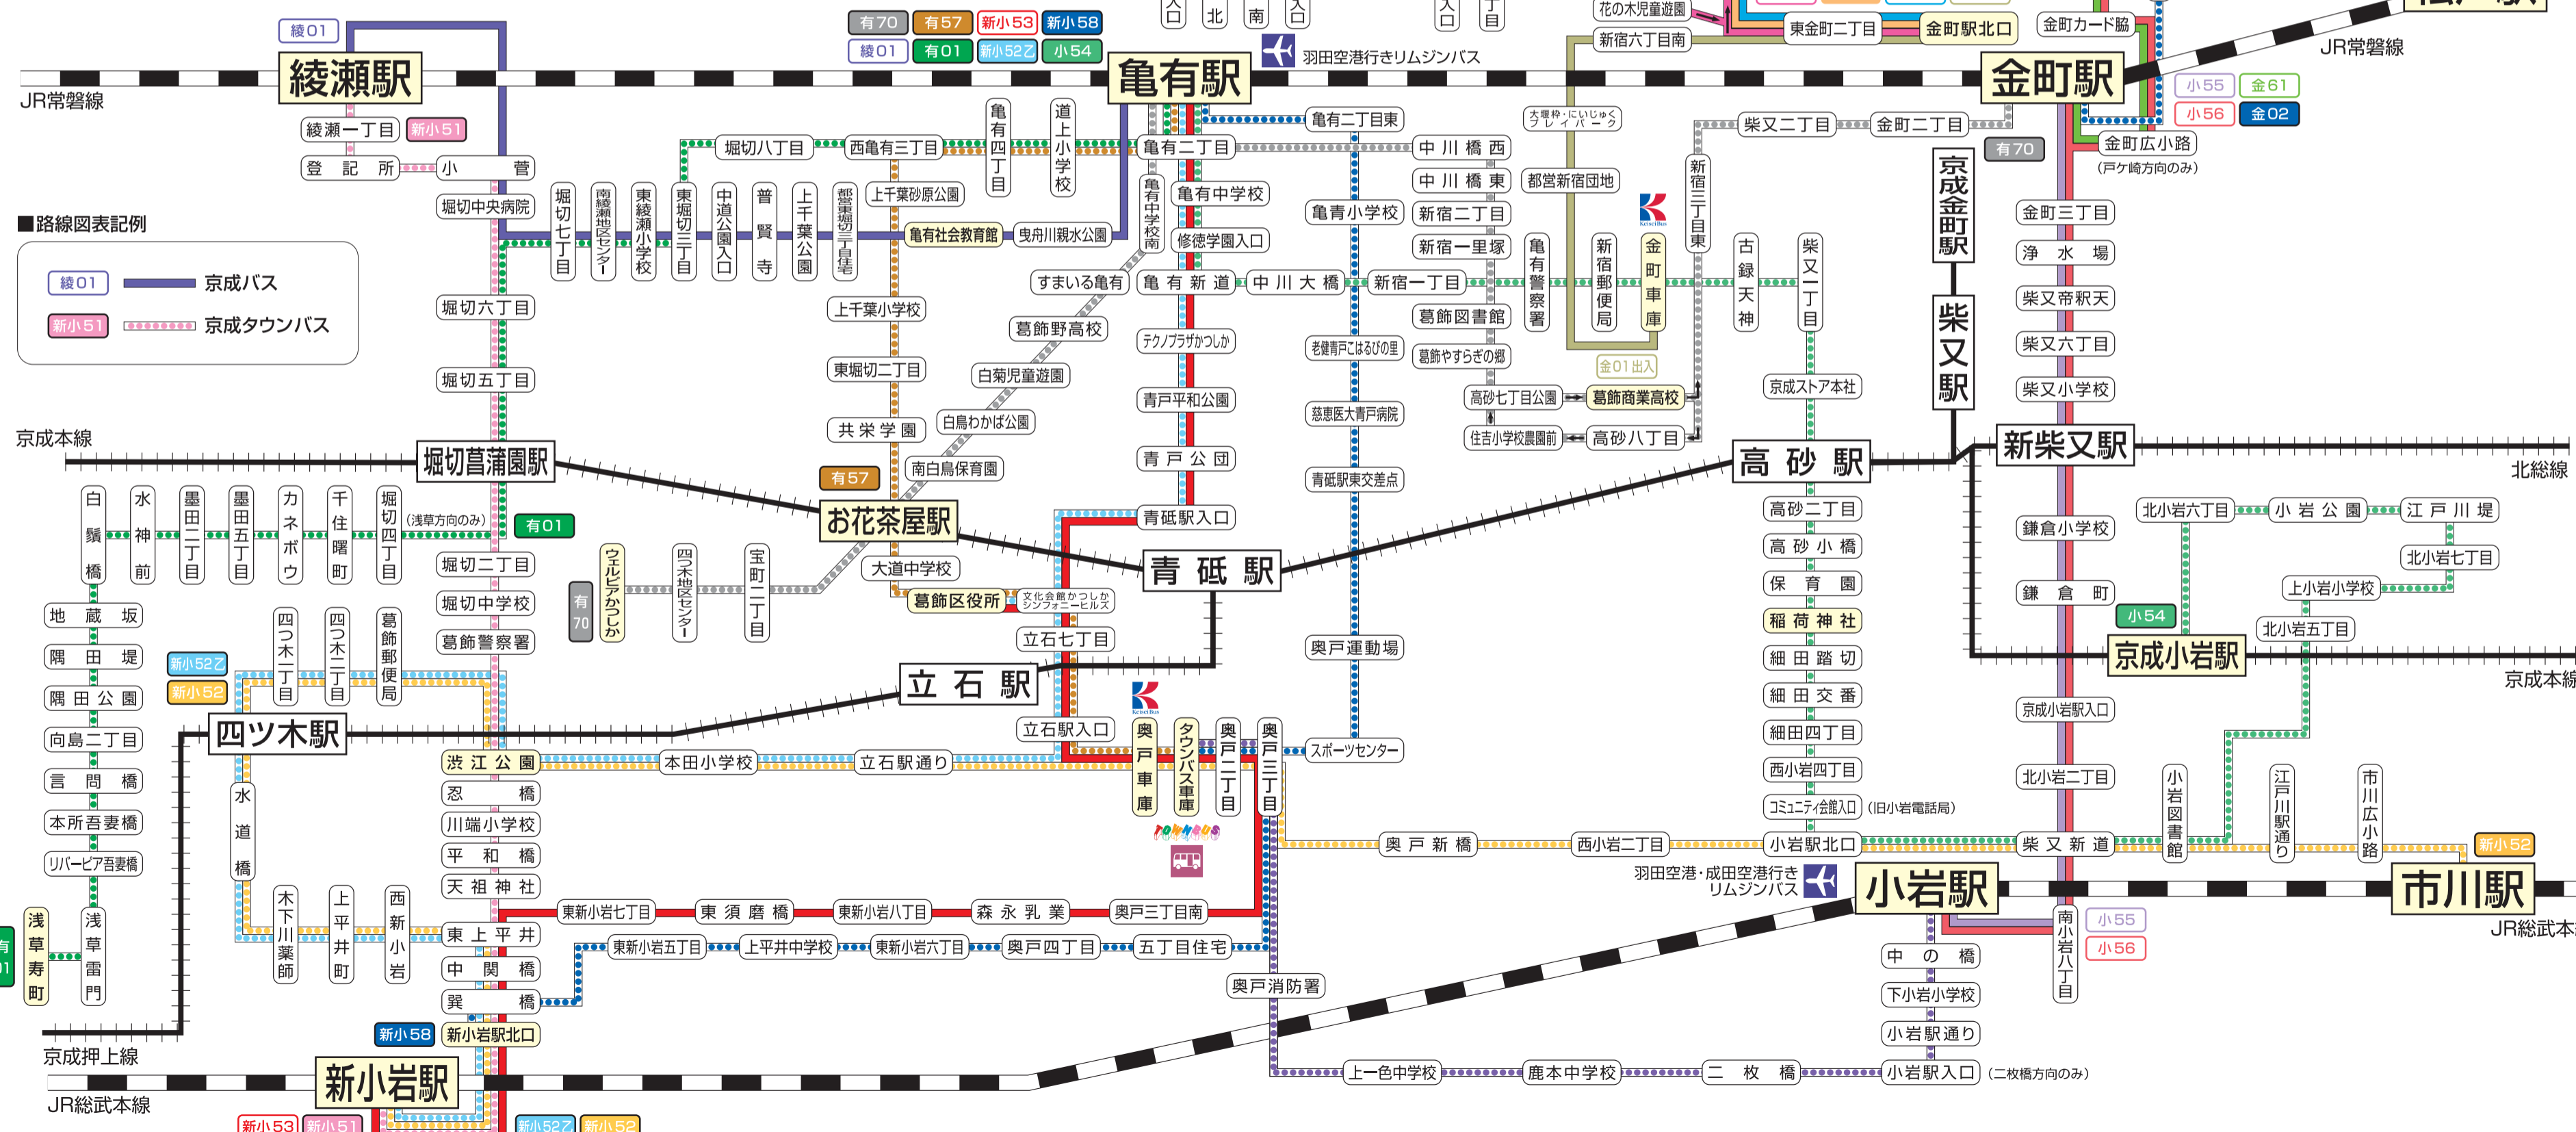 綾01
有70
有57
新小53
新小58
綾01
有01
新小52乙
小54
入口
北
南
入口
入口
丁目
羽田空港行きリムジンバス
花の木児童遊園
新宿六丁目南
東金町二丁目
金町駅北口
金町カード脇
JR常磐線
綾瀬駅
亀有駅
金町駅
JR常磐線
小55
金61
小56
金02
綾瀬一丁目
新小51
登記所
小菅
堀切中央病院
堀切八丁目
西亀有三丁目
亀有四丁目
道上小学校
亀有二丁目
亀有二丁目東
中川橋西
中川橋東
新宿二丁目
新宿一里塚
大堰枠・にいじゅくプレイパーク
都営新宿団地
柴又二丁目
金町二丁目
有70
金町広小路
(戸ケ崎方向のみ)
京成金町駅
新宿三丁目東
■路線図表記例
綾01
京成バス
新小51
京成タウンバス
堀切七丁目
南綾瀬地区センター
東綾瀬小学校
東堀切三丁目
中道公園入口
普賢寺
上千葉公園
都営東堀切三丁目住宅
上千葉砂原公園
亀有社会教育館
曳舟川親水公園
亀有中学校南
亀有中学校
修徳学園入口
亀青小学校
すまいる亀有
亀有新道
中川大橋
新宿一丁目
亀有警察署
新宿郵便局
KeiseiBus
金町車庫
古録天神
柴又一丁目
金町三丁目
浄水場
柴又帝釈天
柴又六丁目
柴又小学校
柴又駅
堀切六丁目
堀切五丁目
上千葉小学校
東堀切二丁目
共栄学園
葛飾野高校
白菊児童遊園
白鳥わかば公園
南白鳥保育園
テクノプラザかつしか
青戸平和公園
青戸公団
青砥駅入口
老健青戸こはるびの里
慈恵医大青戸病院
青砥駅東交差点
葛飾図書館
葛飾やすらぎの郷
高砂七丁目公園
葛飾商業高校
住吉小学校農園前
高砂八丁目
金01出入
京成ストア本社
京成本線
堀切菖蒲園駅
有57
お花茶屋駅
青砥駅
高砂駅
新柴又駅
北総線
白鬚橋
水神前
墨田二丁目
墨田五丁目
カネボウ
千住曙町
堀切四丁目
(浅草方向のみ)
有01
堀切二丁目
堀切中学校
葛飾警察署
有70
ウェルピアかつしか
四つ木地区センター
宝町二丁目
大道中学校
葛飾区役所
文化会館かつしかシンフォニーヒルズ
立石七丁目
奥戸運動場
高砂二丁目
高砂小橋
保育園
稲荷神社
細田踏切
細田交番
細田四丁目
西小岩四丁目
コミュニティ会館入口
(旧小岩電話局)
小岩駅北口
鎌倉小学校
鎌倉町
京成小岩駅入口
北小岩二丁目
柴又新道
北小岩六丁目
小岩公園
江戸川堤
北小岩七丁目
上小岩小学校
北小岩五丁目
小54
京成小岩駅
京成本線
地蔵坂
隅田堤
隅田公園
向島二丁目
言問橋
本所吾妻橋
リバーピア吾妻橋
浅草雷門
浅草寿町
新小52乙
新小52
四つ木一丁目
四つ木二丁目
葛飾郵便局
四ツ木駅
立石駅
立石駅入口
KeiseiBus
奥戸車庫
タウンバス車庫
奥戸二丁目
奥戸三丁目
スポーツセンター
TOWNBUS
渋江公園
本田小学校
立石駅通り
忍橋
川端小学校
平和橋
天祖神社
東上平井
中関橋
巽橋
新小岩駅北口
水道橋
木下川薬師
上平井町
西新小岩
東新小岩七丁目
東須磨橋
東新小岩八丁目
森永乳業
奥戸三丁目南
東新小岩五丁目
上平井中学校
東新小岩六丁目
奥戸四丁目
五丁目住宅
奥戸新橋
西小岩二丁目
小岩図書館
江戸川駅通り
市川広小路
新小52
羽田空港・成田空港行き
リムジンバス
小岩駅
市川駅
JR総武本
南小岩八丁目
小55
小56
奥戸消防署
中の橋
下小岩小学校
小岩駅通り
小岩駅入口
(二枚橋方向のみ)
上一色中学校
鹿本中学校
二枚橋
京成押上線
新小58
新小岩駅
JR総武本線
新小53
新小51
新小52乙
新小52